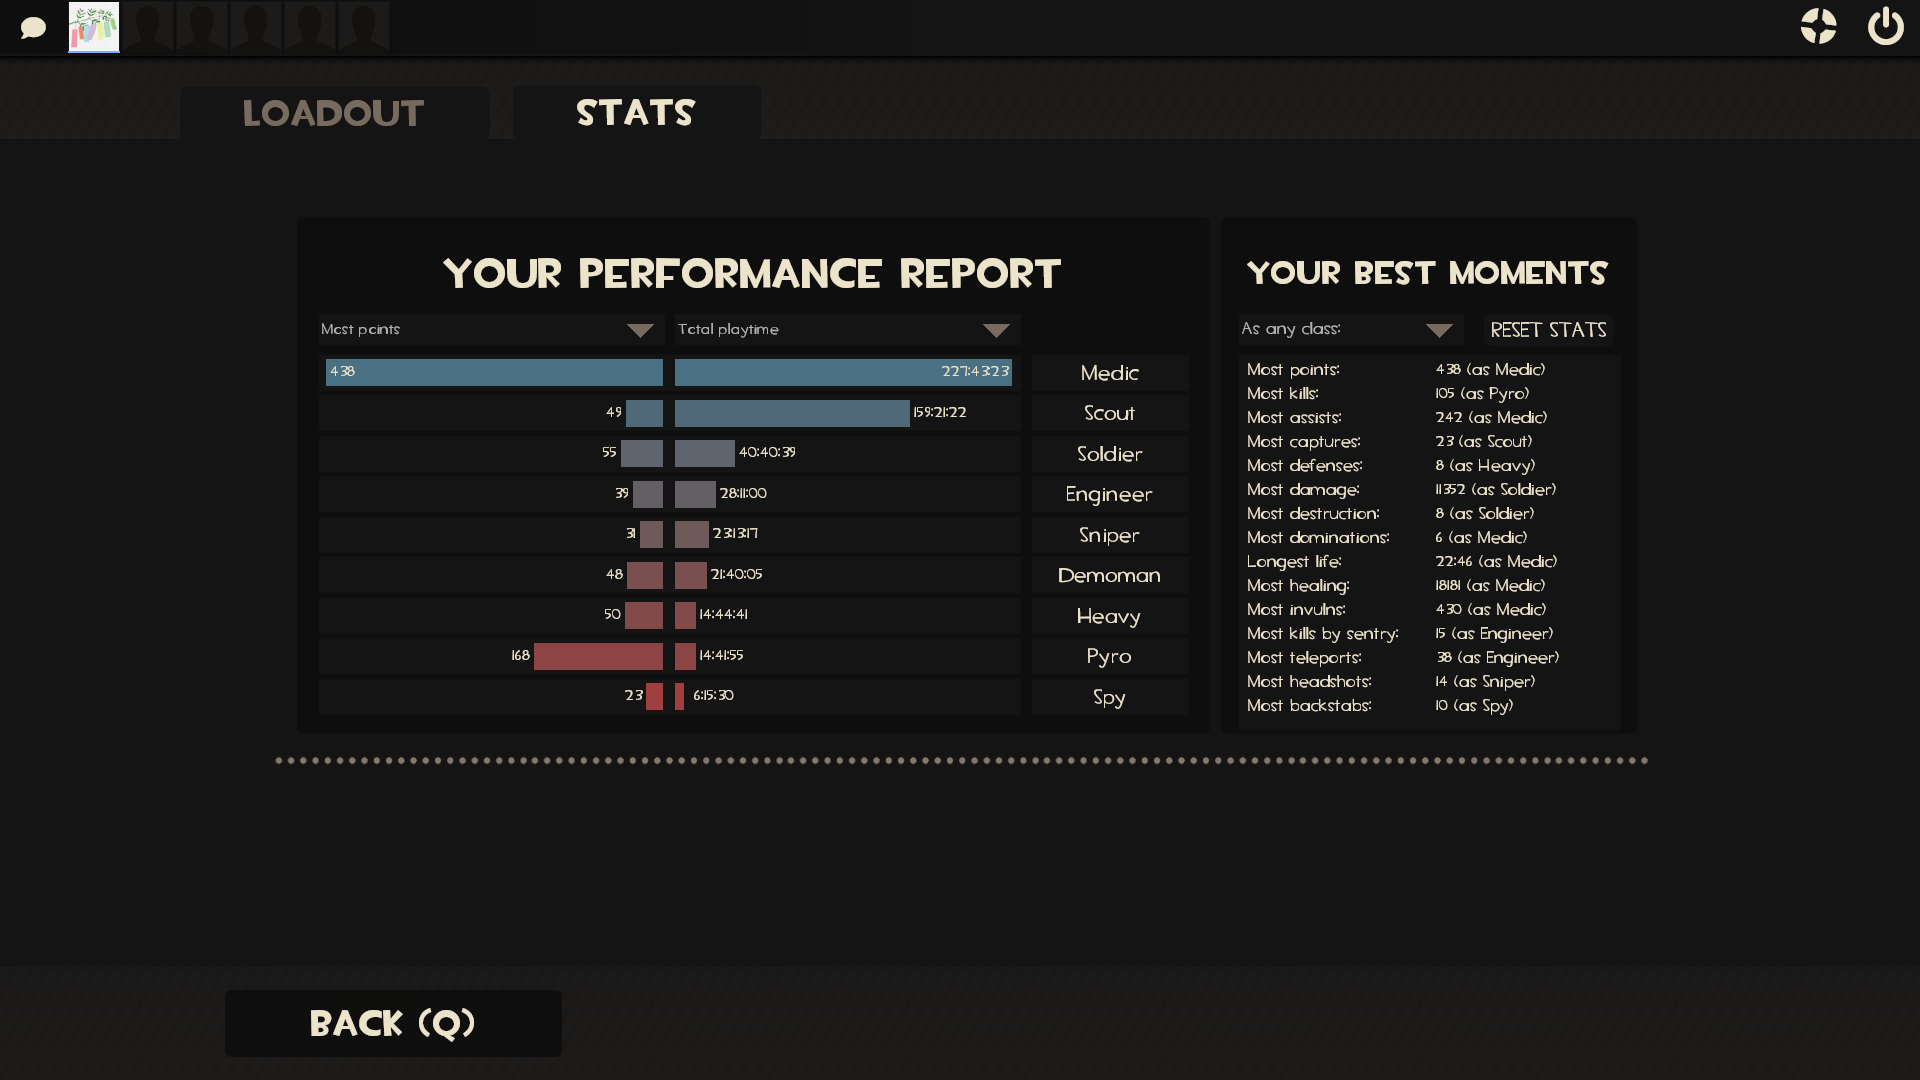 LOADOUT
STATS
YOUR PERFORMANCE REPORT
Most points
Total playtime
438 227:43:23 Medic
49 159:21:22 Scout
55 40:40:39 Soldier
39 28:11:00 Engineer
31 23:13:17 Sniper
48 21:40:05 Demoman
50 14:44:41 Heavy
168 14:41:55 Pyro
23 6:15:30 Spy
YOUR BEST MOMENTS
As any class:
RESET STATS
Most points: 438 (as Medic)
Most kills: 105 (as Pyro)
Most assists: 242 (as Medic)
Most captures: 23 (as Scout)
Most defenses: 8 (as Heavy)
Most damage: 11352 (as Soldier)
Most destruction: 8 (as Soldier)
Most dominations: 6 (as Medic)
Longest life: 22:46 (as Medic)
Most healing: 18181 (as Medic)
Most invulns: 430 (as Medic)
Most kills by sentry: 15 (as Engineer)
Most teleports: 38 (as Engineer)
Most headshots: 14 (as Sniper)
Most backstabs: 10 (as Spy)
BACK (Q)